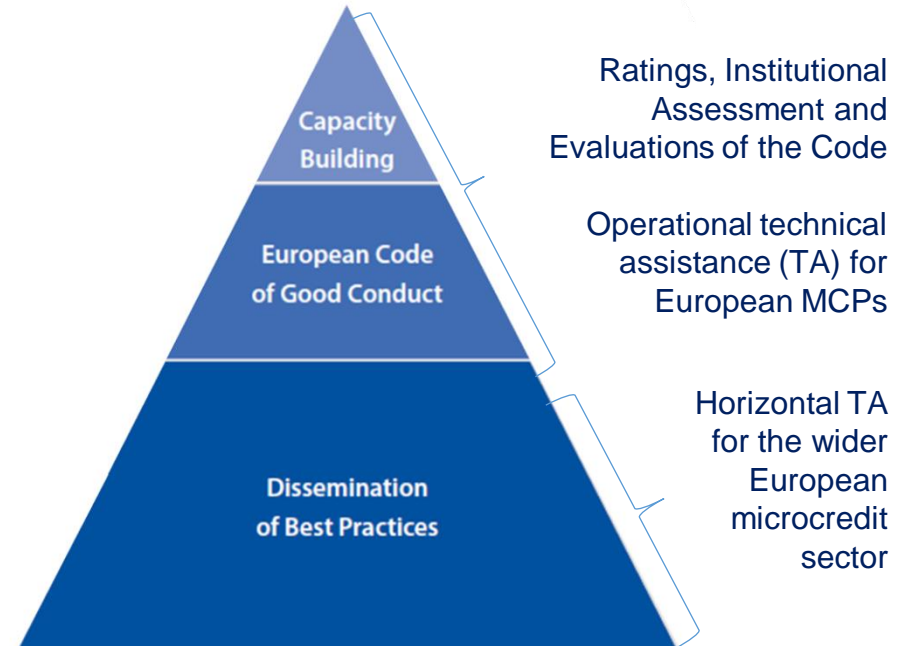 Capacity
Building
European Code
of Good Conduct
Dissemination
of Best Practices
Ratings, Institutional
Assessment and
Evaluations of the Code
Operational technical
assistance (TA) for
European MCPs
Horizontal TA
for the wider
European
microcredit
sector